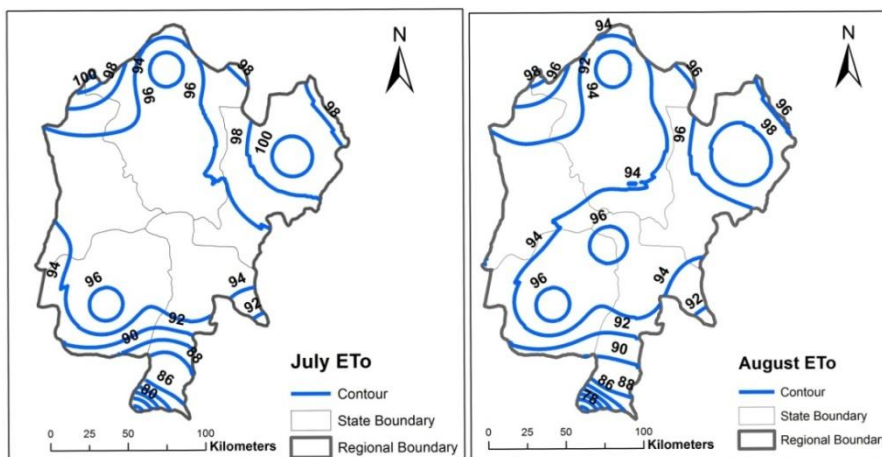 N
100
98
94
96
96
98
98
98
100
94
96
94
92
92
90
88
86
80
July ETo
Contour
State Boundary
Regional Boundary
0 25 50 100
Kilometers
94
N
98
96
92
94
96
96
98
96
94
96
94
96
94
92
92
90
88
86
78
August ETo
Contour
State Boundary
Regional Boundar
0 25 50 100
Kilometers